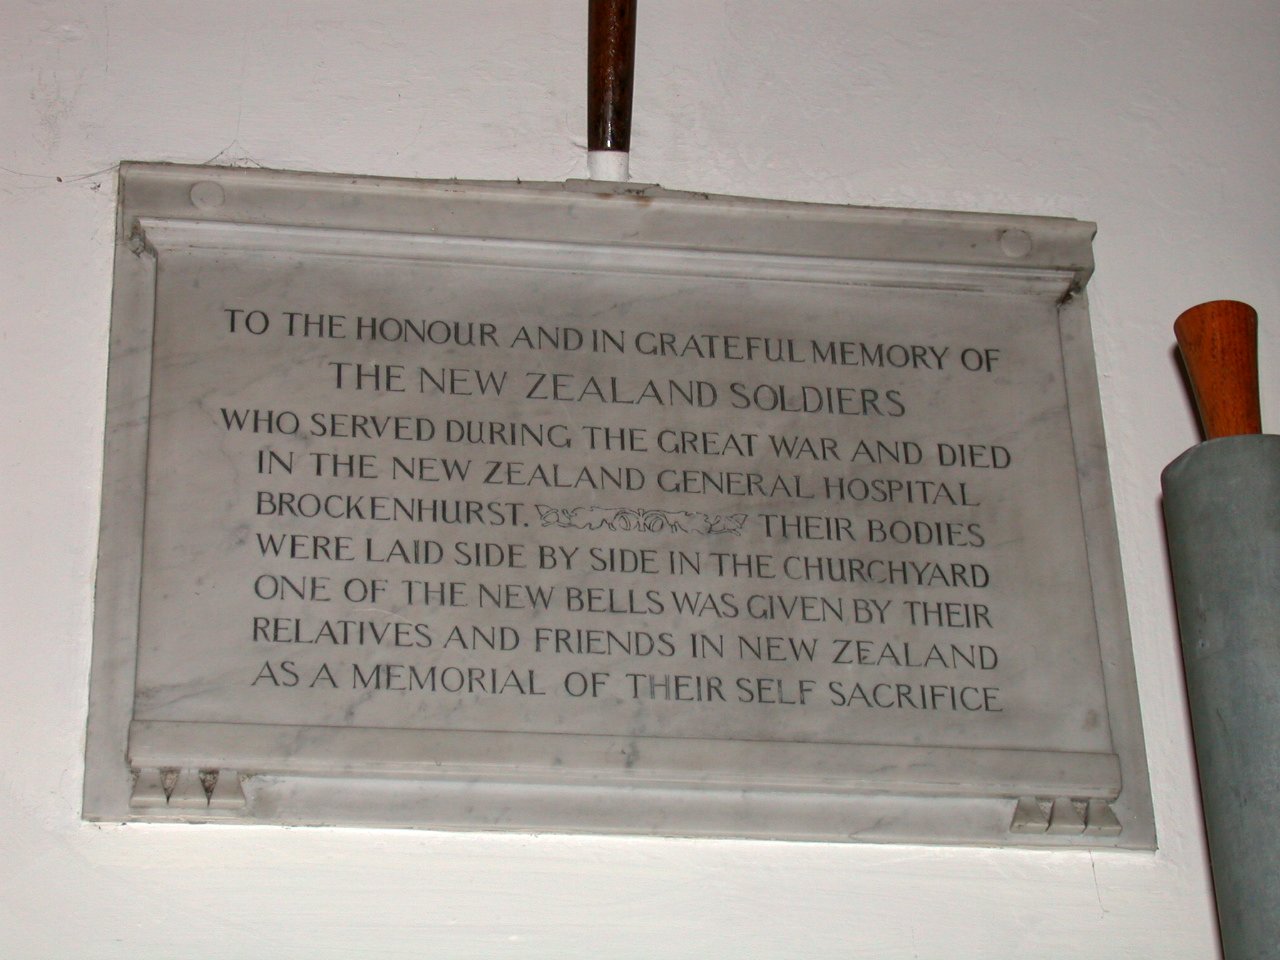 TO THE HONOUR AND IN GRATEFUL MEMORY OF
THE NEW ZEALAND SOLDIERS
WHO SERVED DURING THE GREAT WAR AND DIED
IN THE NEW ZEALAND GENERAL HOSPITAL
BROCKENHURST. THEIR BODIES
WERE LAID SIDE BY SIDE IN THE CHURCHYARD
ONE OF THE NEW BELLS WAS GIVEN BY THEIR
RELATIVES AND FRIENDS IN NEW ZEALAND
AS A MEMORIAL OF THEIR SELF SACRIFICE